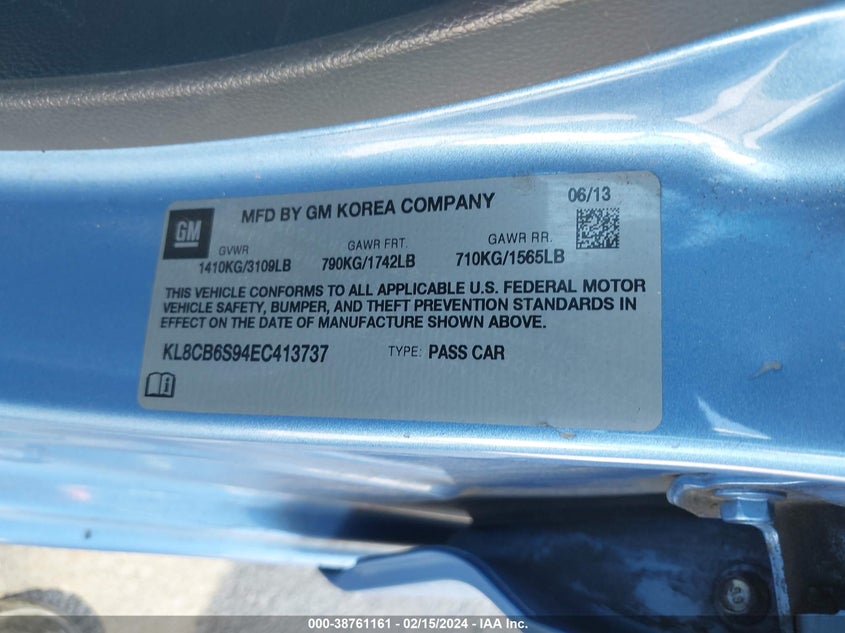 GM
MFD BY GM KOREA COMPANY
06/13
GVWR
1410KG/3109LB
GAWR FRT.
790KG/1742LB
GAWR RR.
710KG/1565LB
THIS VEHICLE CONFORMS TO ALL APPLICABLE U.S. FEDERAL MOTOR
VEHICLE SAFETY, BUMPER, AND THEFT PREVENTION STANDARDS IN
EFFECT ON THE DATE OF MANUFACTURE SHOWN ABOVE.
KL8CB6S94EC413737 TYPE: PASS CAR
000-38761161 - 02/15/2024 - IAA Inc.